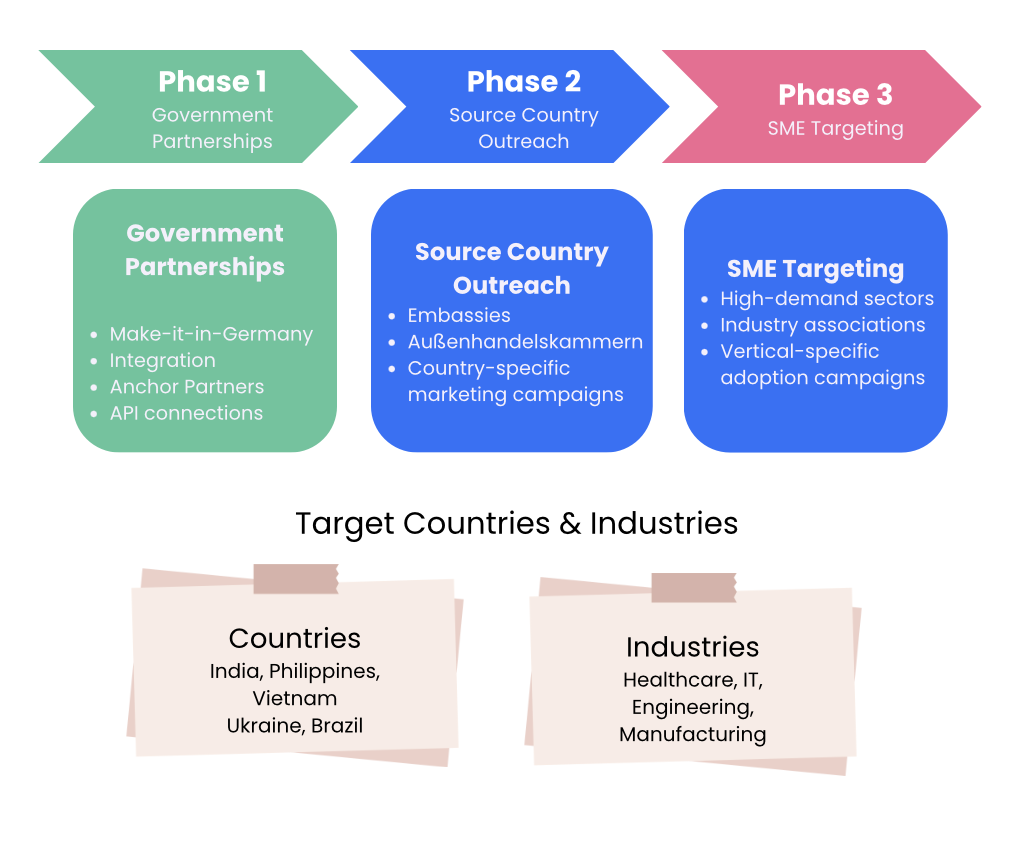 Phase 1
Government
Partnerships
Phase 2
Source Country
Outreach
Phase 3
SME Targeting
Government
Partnerships
• Make-it-in-Germany
• Integration
• Anchor Partners
• API connections
Source Country
Outreach
• Embassies
• Außenhandelskammern
• Country-specific
marketing campaigns
SME Targeting
• High-demand sectors
• Industry associations
• Vertical-specific
adoption campaigns
Target Countries & Industries
Countries
India, Philippines,
Vietnam
Ukraine, Brazil
Industries
Healthcare, IT,
Engineering,
Manufacturing